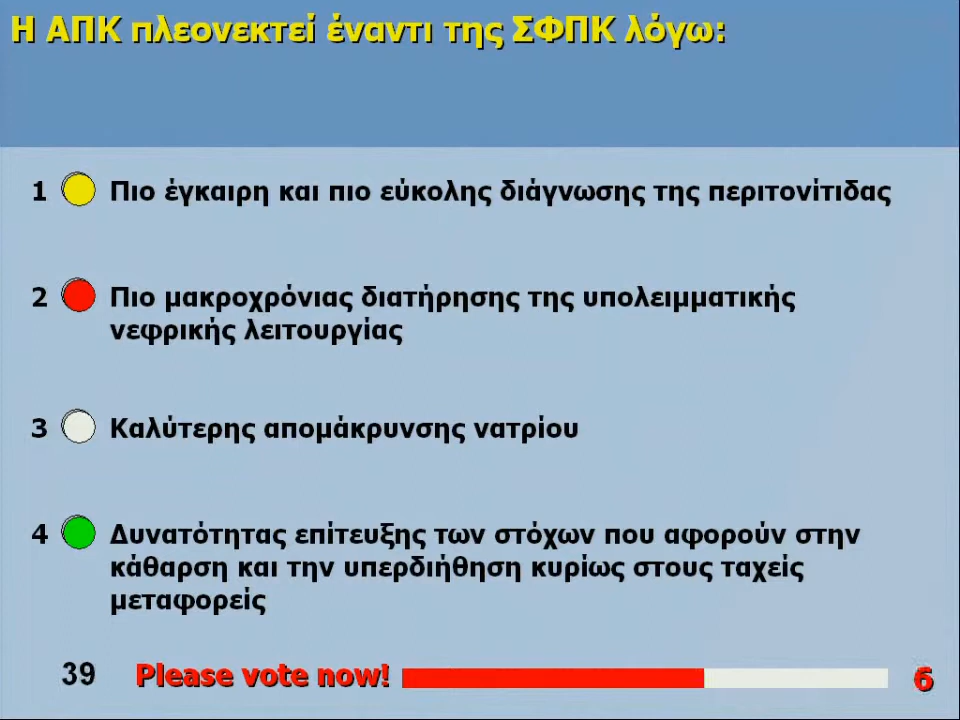 Η ΑΠΚ πλεονεκτεί έναντι της ΣΦΠΚ λόγω:
1 Πιο έγκαιρη και πιο εύκολης διάγνωσης της περιτονίτιδας
2 Πιο μακροχρόνιας διατήρησης της υπολειμματικής
νεφρικής λειτουργίας
3 Καλύτερης απομάκρυνσης νατρίου
4 Δυνατότητας επίτευξης των στόχων που αφορούν στην
κάθαρση και την υπερδιήθηση κυρίως στους ταχείς
μεταφορείς
39 Please vote now! 6